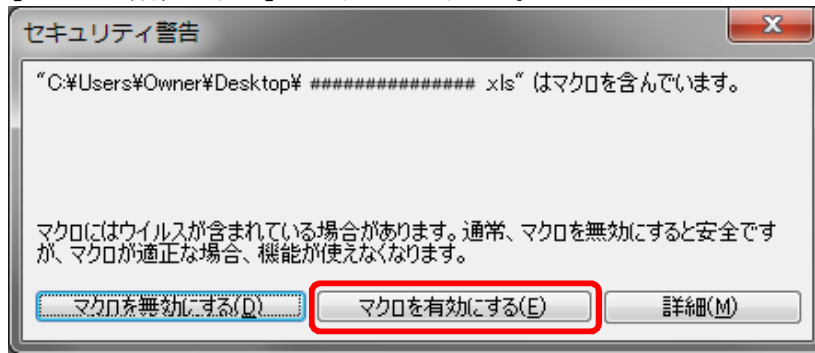 セキュリティ警告
"C:¥Users¥Owner¥Desktop¥ ############### xls" はマクロを含んでいます。
マクロにはウイルスが含まれている場合があります。通常、マクロを無効にすると安全です
が、マクロが適正な場合、機能が使えなくなります。
マクロを無効にする(D) マクロを有効にする(E) 詳細(M)